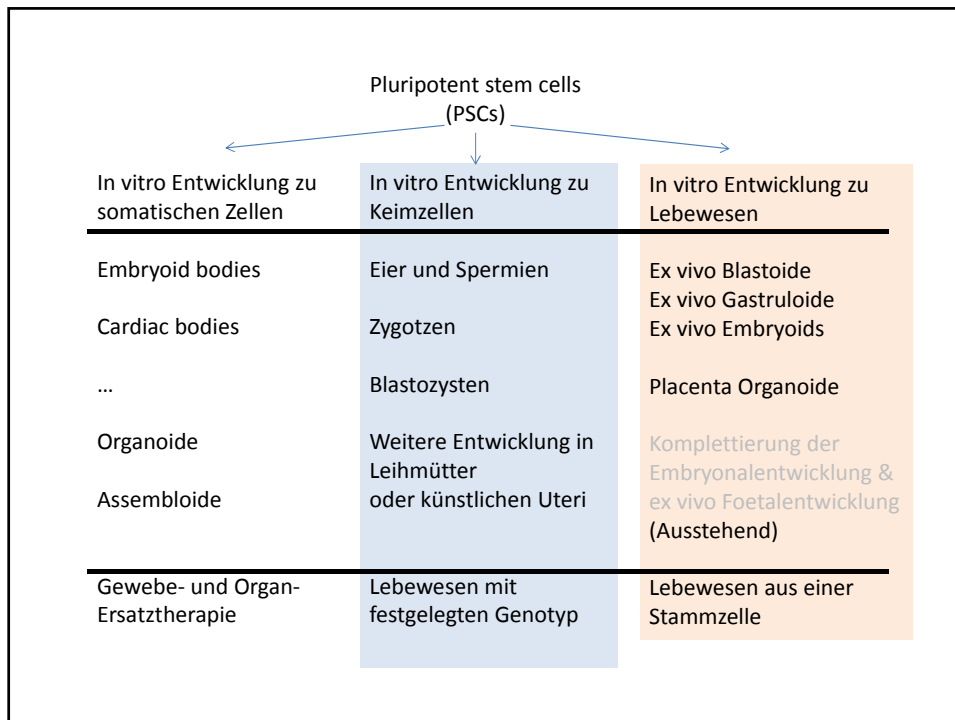 Pluripotent stem cells
(PSCs)
In vitro Entwicklung zu
somatischen Zellen
In vitro Entwicklung zu
Keimzellen
In vitro Entwicklung zu
Lebewesen
Embryoid bodies
Cardiac bodies
...
Organoide
Assembloide
Eier und Spermien
Zygotzen
Blastozysten
Weitere Entwicklung in
Leihmütter
oder künstlichen Uteri
Ex vivo Blastoide
Ex vivo Gastruloide
Ex vivo Embryoids
Placenta Organoide
Komplettierung der
Embryonalentwicklung &
ex vivo Foetalentwicklung
(Ausstehend)
Gewebe- und Organ-
Ersatztherapie
Lebewesen mit
festgelegten Genotyp
Lebewesen aus einer
Stammzelle